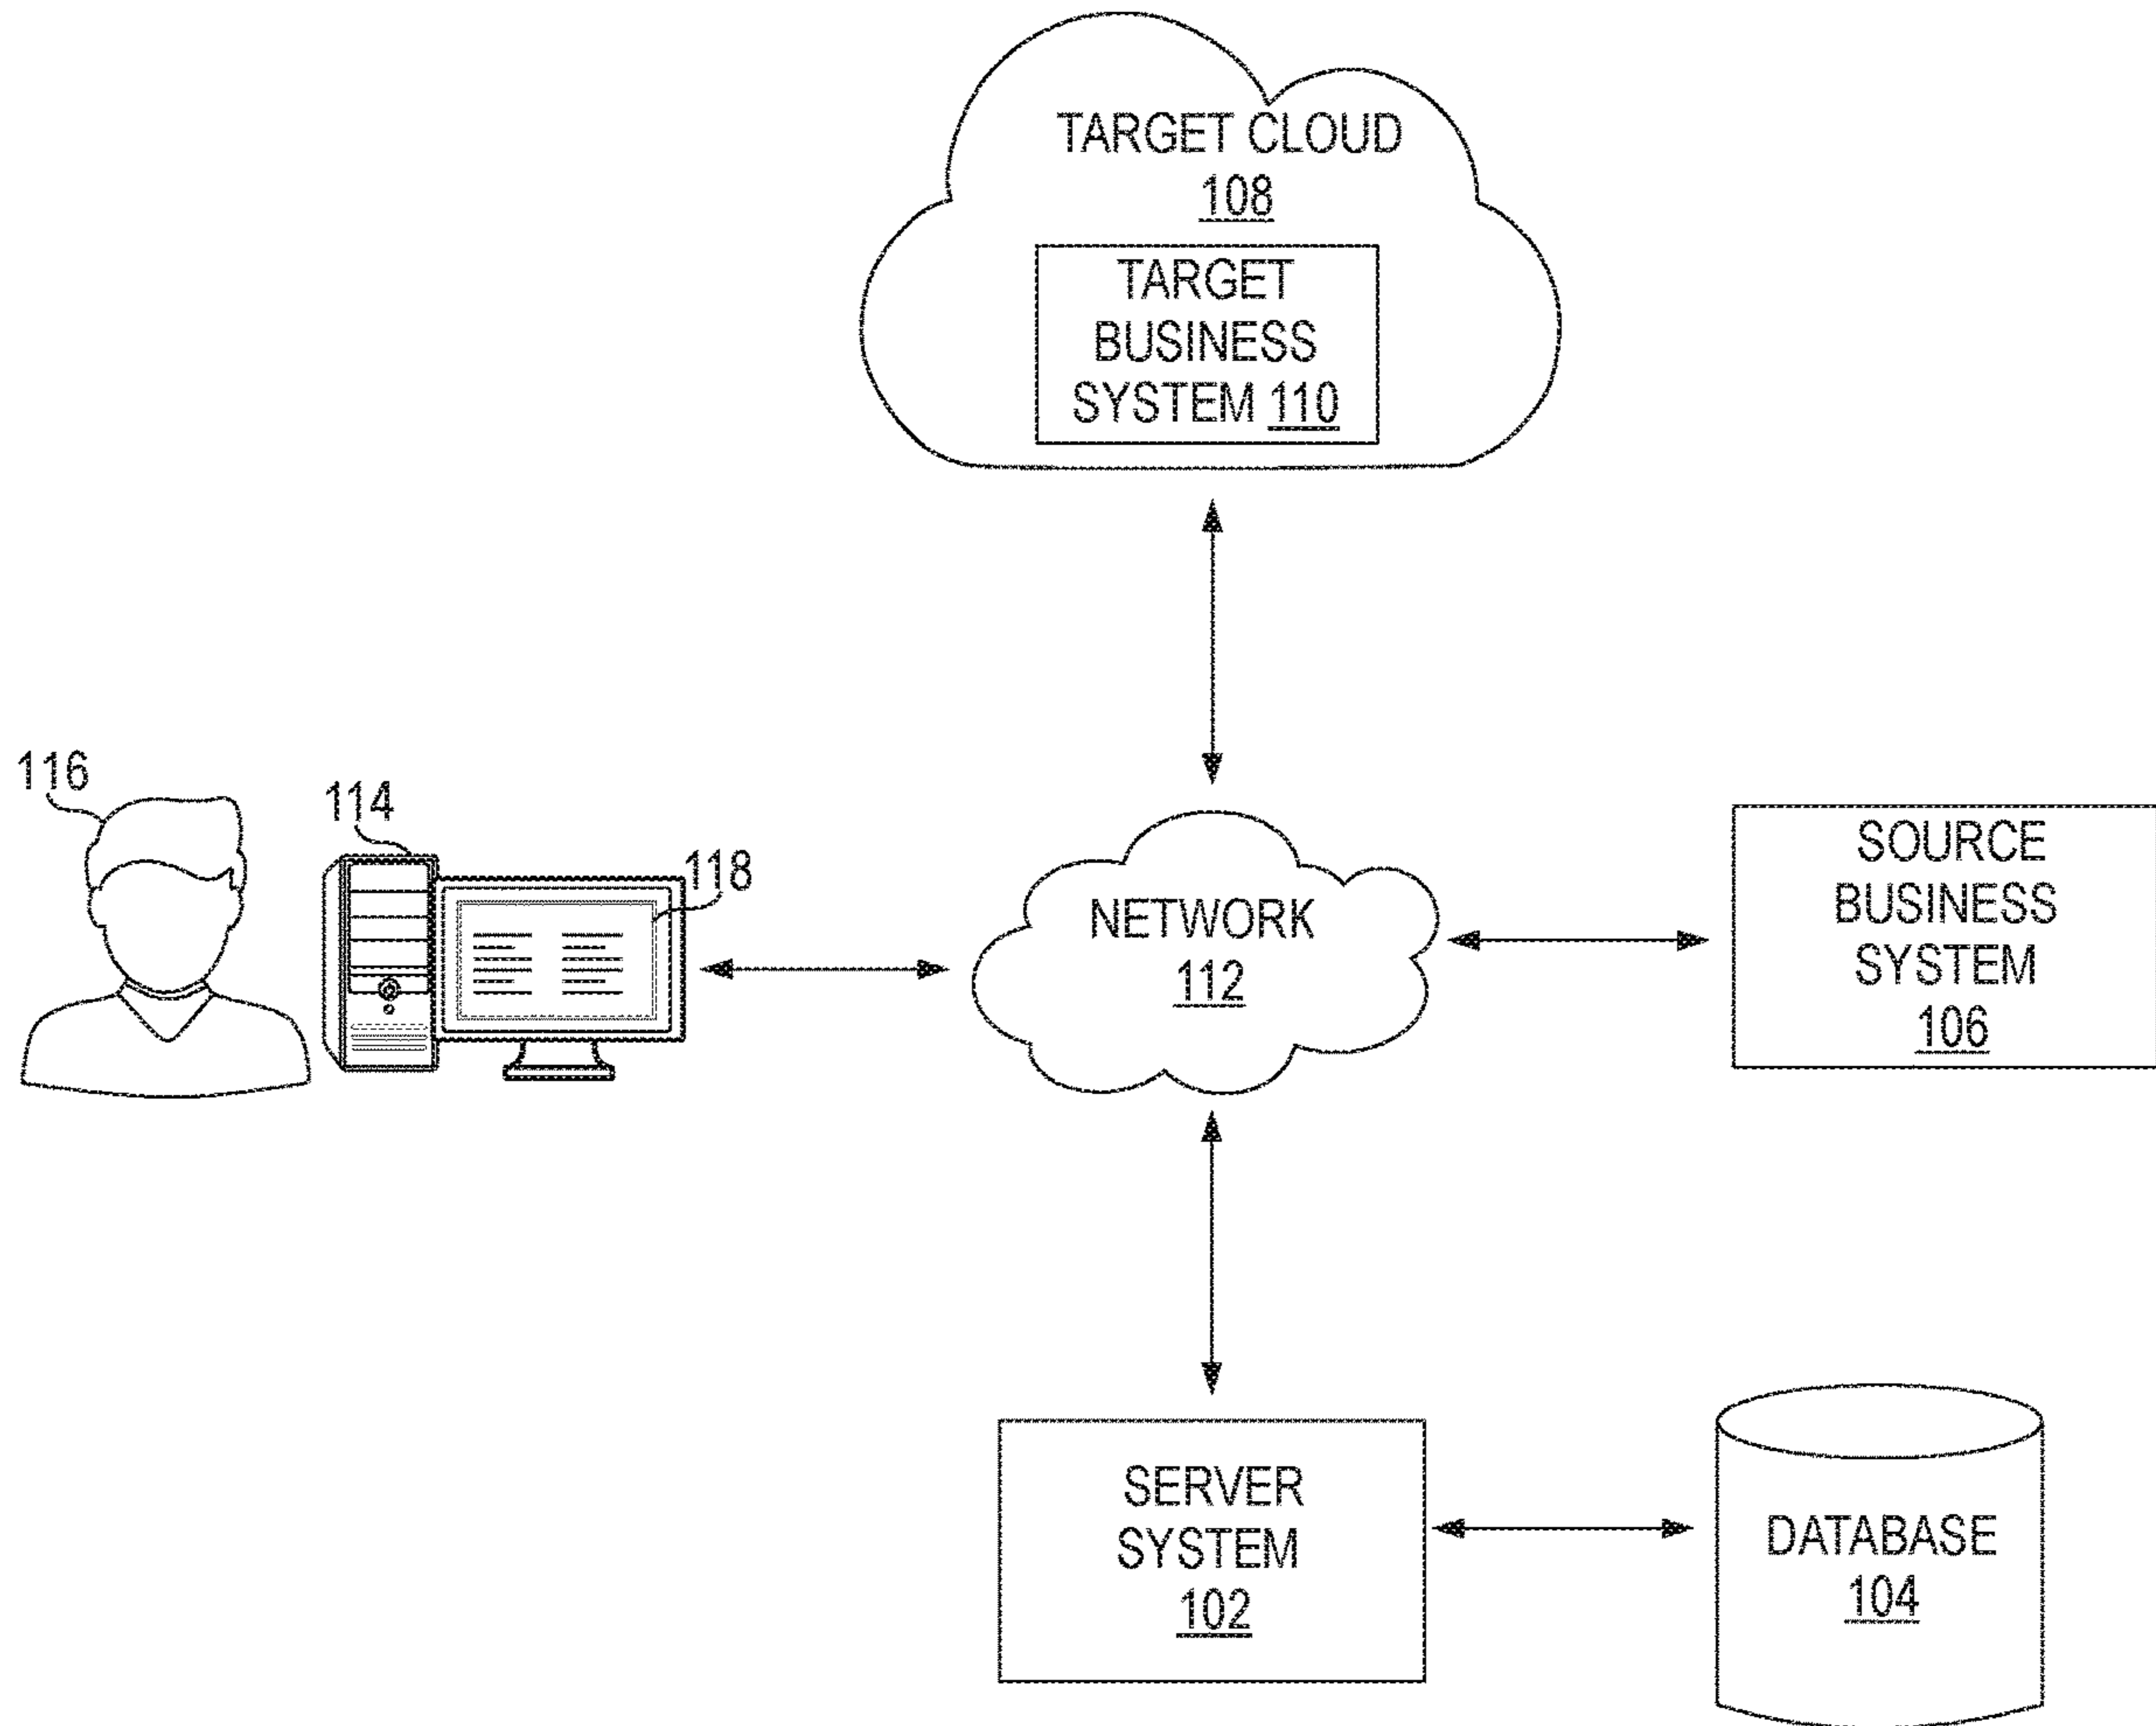 TARGET CLOUD
108
TARGET
BUSINESS
SYSTEM 110
116
114
118
NETWORK
112
SOURCE
BUSINESS
SYSTEM
106
SERVER
SYSTEM
102
DATABASE
104